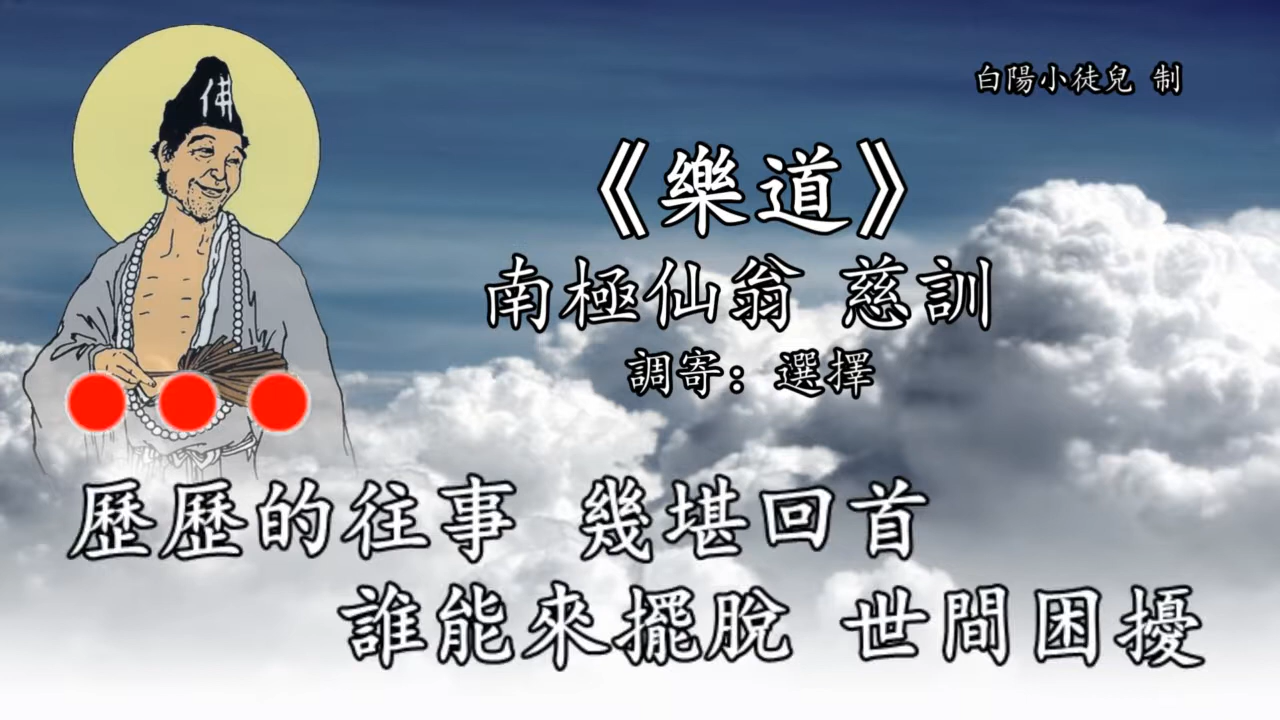 佛
白陽小徒兒 制
《樂道》
南極仙翁 慈訓
調寄：選擇
歷歷的往事 幾堪回首
誰能來擺脫 世間困擾